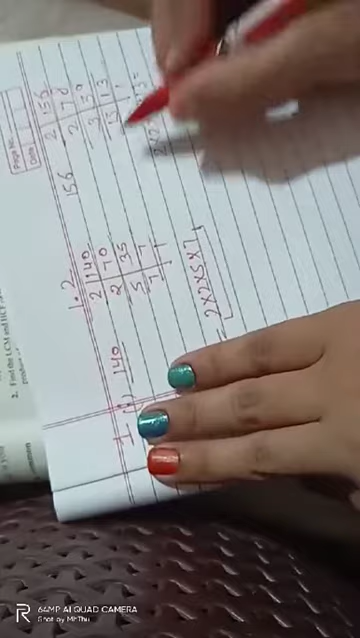 Page No.
Date
1.2
1 (i) 140
2 | 140
2 | 70
5 | 35
7 | 7
1
= 2×2×5×7
156
2 | 156
2 | 78
3 | 39
13 | 13
1
2. Find the LCM and HCF
64MP AI QUAD CAMERA
Shot by MrThu